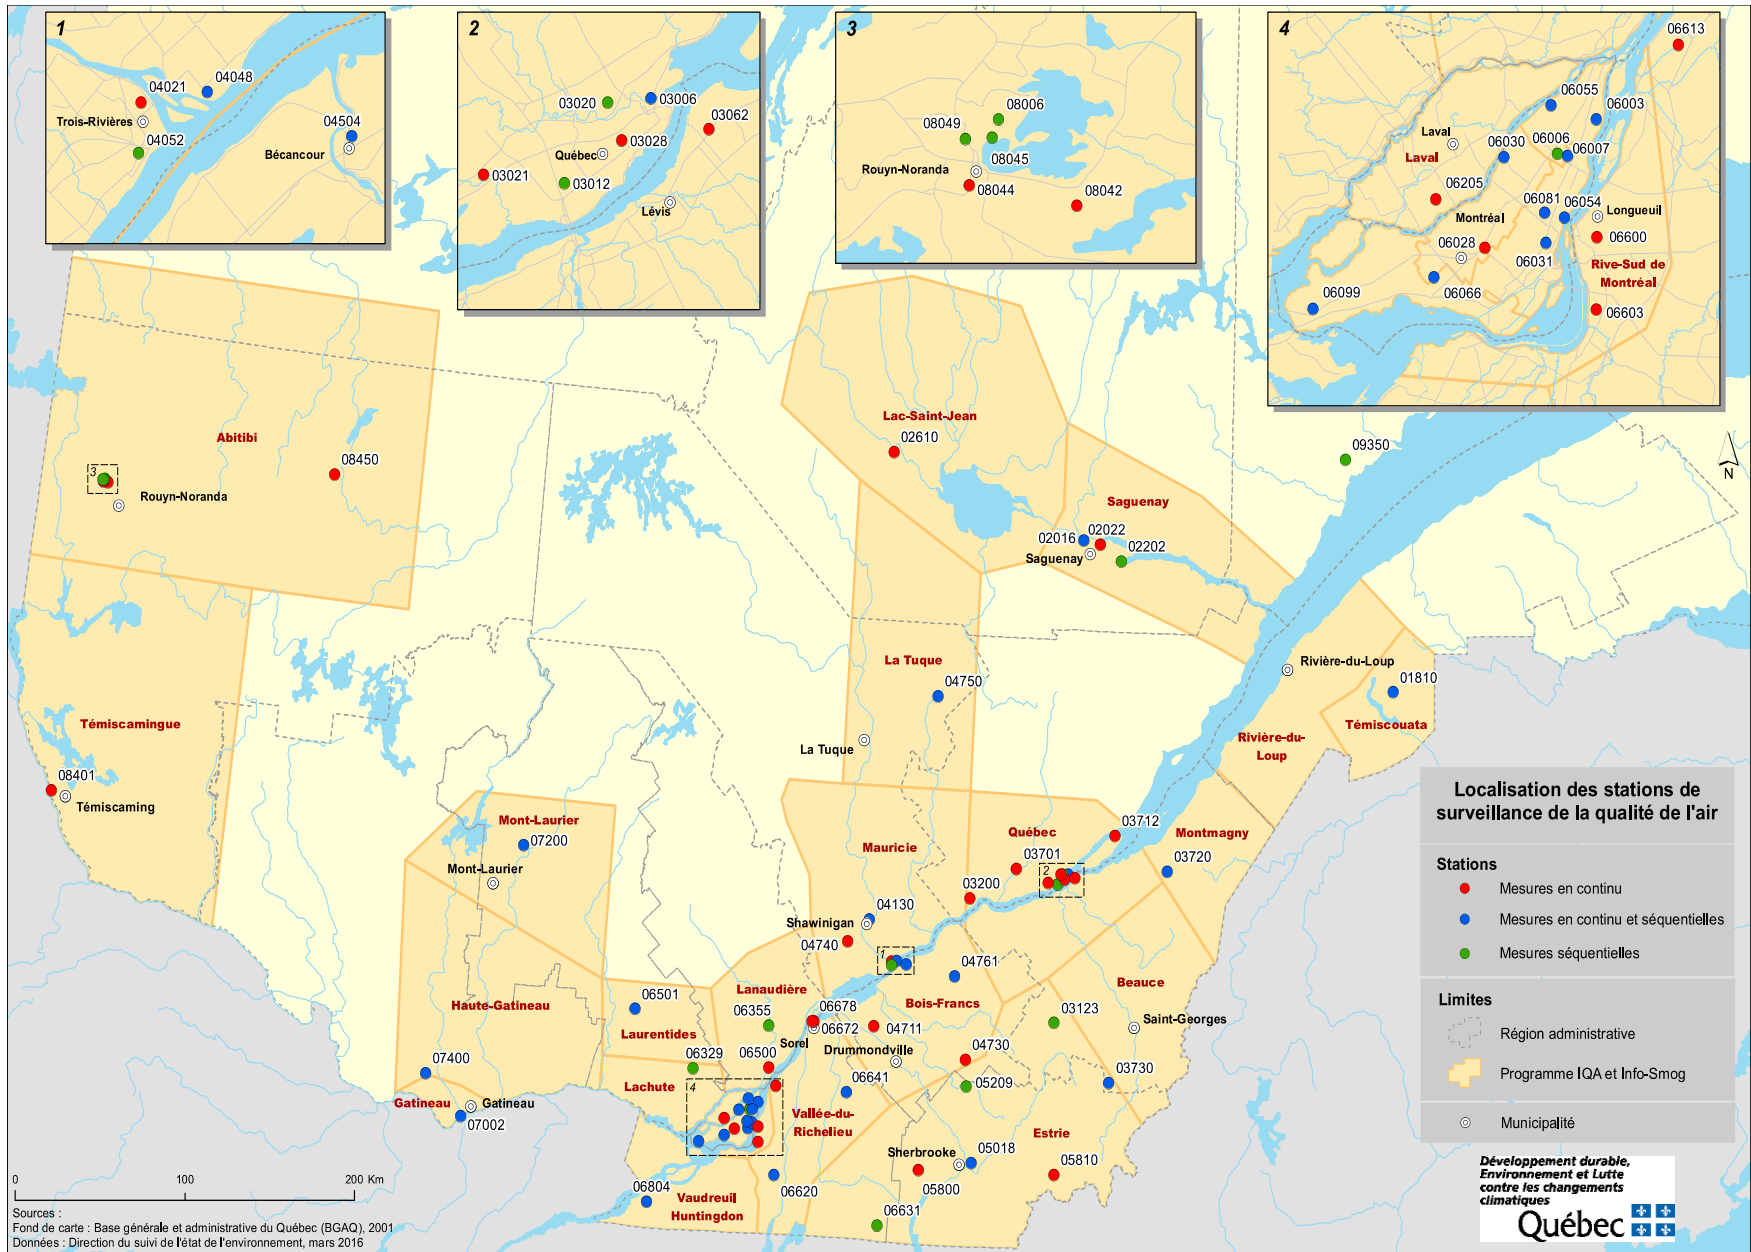 1
04021
04048
Trois-Rivières
04052
04504
Bécancour
2
03020
03006
03062
03028
Québec
03021
03012
Lévis
3
08006
08049
08045
Rouyn-Noranda
08044
08042
4
06613
06055
06003
Laval
06030
06006
Laval
06007
06205
06081
06054
Montréal
Longueuil
06028
06600
06031
Rive-Sud de
Montréal
06099
06066
06603
Abitibi
08450
3
Rouyn-Noranda
Lac-Saint-Jean
02610
09350
N
Saguenay
02016
02022
02202
Saguenay
La Tuque
04750
Rivière-du-Loup
01810
Témiscamingue
La Tuque
Rivière-du-
Loup
Témiscouata
08401
Témiscaming
Mont-Laurier
07200
Mont-Laurier
Mauricie
Québec
03712
Montmagny
03701
2
03720
03200
04130
Shawinigan
04740
1
04761
Haute-Gatineau
06501
Lanaudière
Bois-Francs
Beauce
Laurentides
06355
06678
06672
04711
03123
Saint-Georges
Sorel
Drummondville
06329
06500
04730
07400
Lachute
4
06641
05209
03730
Gatineau
Gatineau
07002
Vallée-du-
Richelieu
Estrie
Sherbrooke
05018
05810
05800
06804
Vaudreuil
Huntingdon
06620
06631
Localisation des stations de
surveillance de la qualité de l'air
Stations
Mesures en continu
Mesures en continu et séquentielles
Mesures séquentielles
Limites
Région administrative
Programme IQA et Info-Smog
Municipalité
Développement durable,
Environnement et Lutte
contre les changements
climatiques
Québec
0 100 200 Km
Sources :
Fond de carte : Base générale et administrative du Québec (BGAQ), 2001
Données : Direction du suivi de l'état de l'environnement, mars 2016